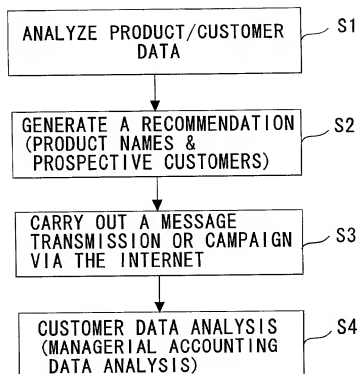 ANALYZE PRODUCT/CUSTOMER
DATA
S1
GENERATE A RECOMMENDATION
(PRODUCT NAMES &
PROSPECTIVE CUSTOMERS)
S2
CARRY OUT A MESSAGE
TRANSMISSION OR CAMPAIGN
VIA THE INTERNET
S3
CUSTOMER DATA ANALYSIS
(MANAGERIAL ACCOUNTING
DATA ANALYSIS)
S4